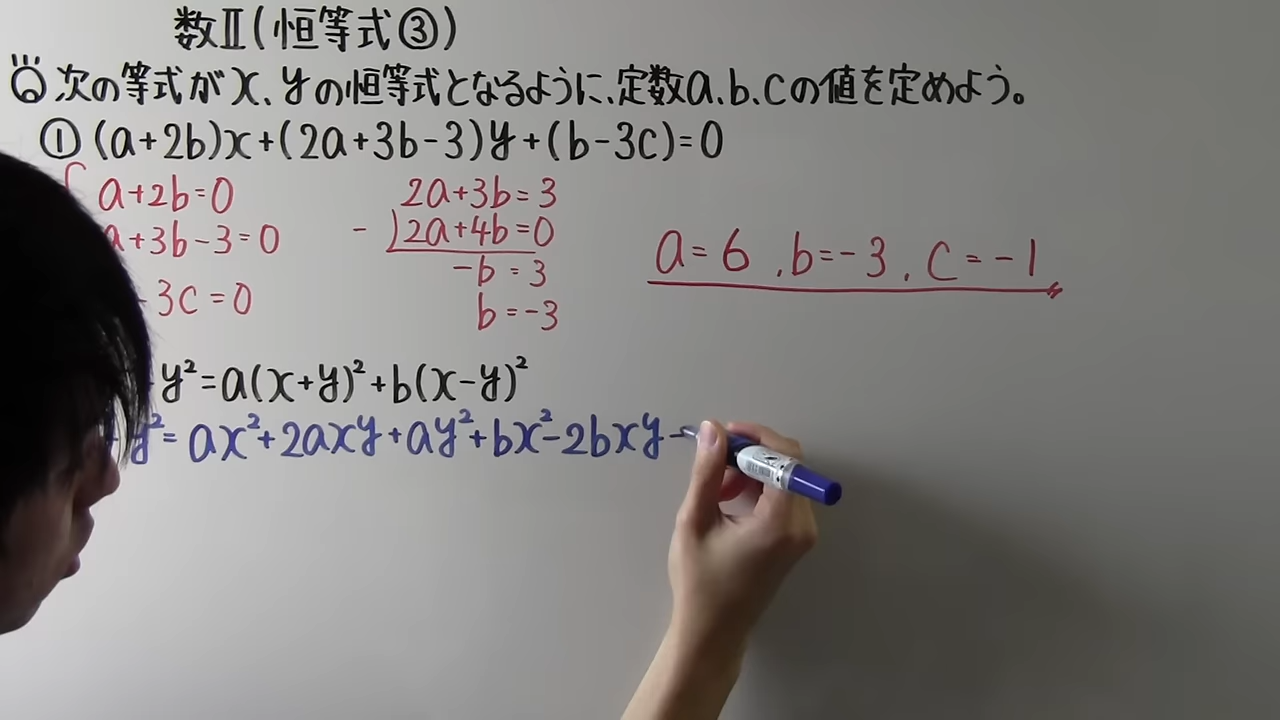 数Ⅱ(恒等式③)
Q 次の等式がx、yの恒等式となるように、定数a、b、cの値を定めよう。
①(a+2b)x+(2a+3b-3)y+(b-3c)=0
a+2b=0
a+3b-3=0
3c=0
2a+3b=3
- )2a+4b=0
-b=3
b=-3
a=6,b=-3,c=-1
y²=a(x+y)²+b(x-y)²
y²=ax²+2axy+ay²+bx²-2bxy